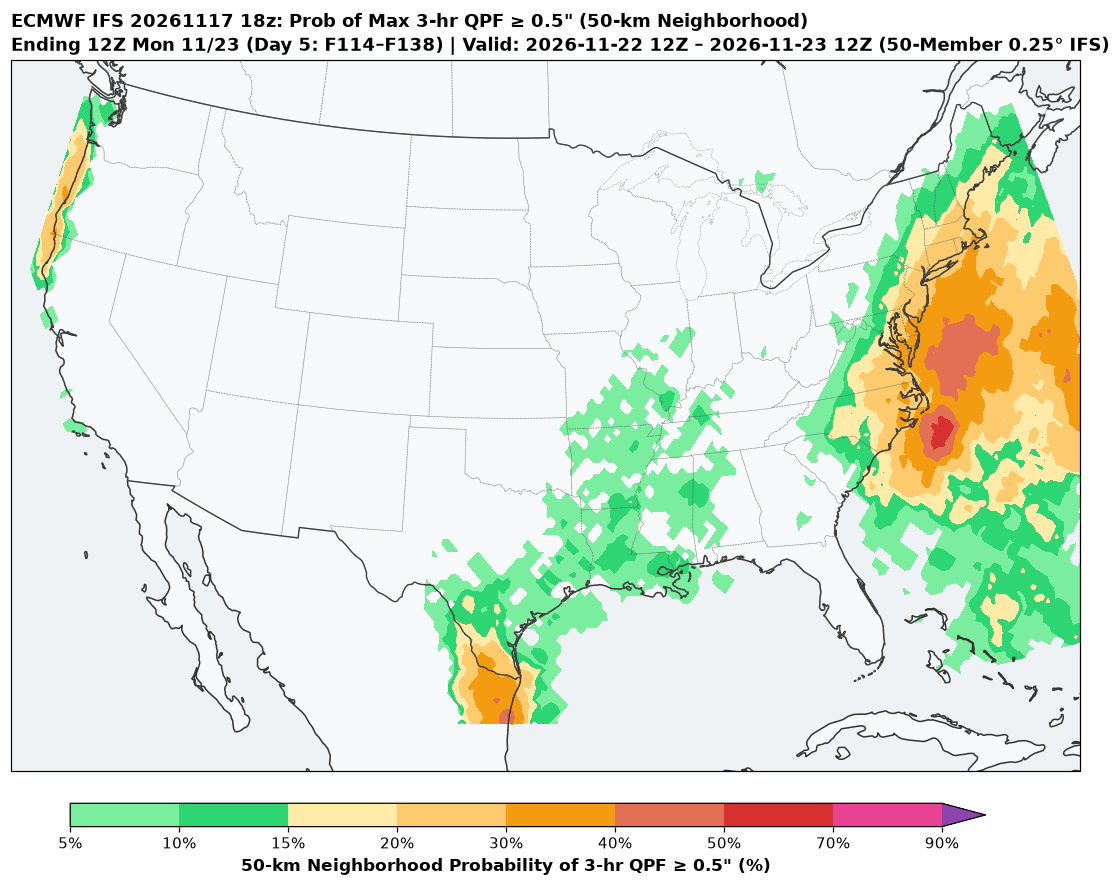 ECMWF IFS 20261117 18z: Prob of Max 3-hr QPF ≥ 0.5" (50-km Neighborhood)
Ending 12Z Mon 11/23 (Day 5: F114–F138) | Valid: 2026-11-22 12Z – 2026-11-23 12Z (50-Member 0.25° IFS)
5% 10% 15% 20% 30% 40% 50% 70% 90%
50-km Neighborhood Probability of 3-hr QPF ≥ 0.5" (%)